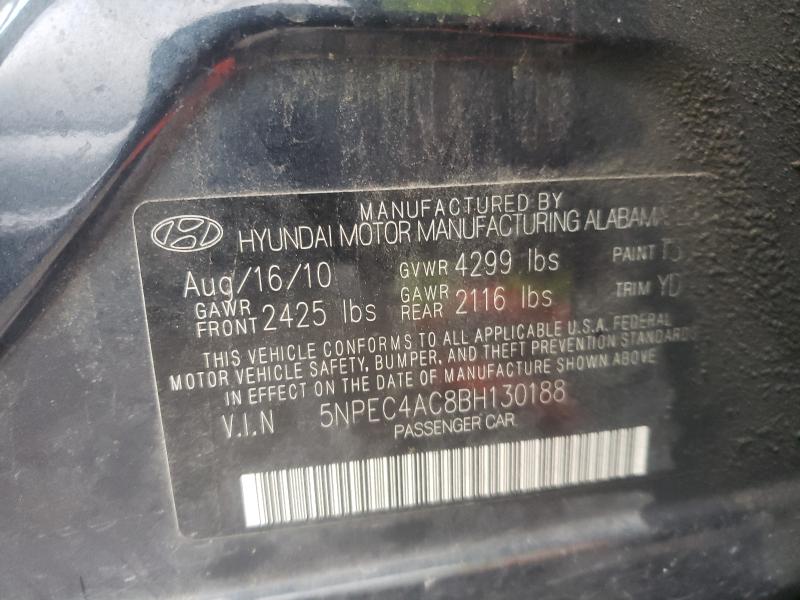 MANUFACTURED BY
HYUNDAI MOTOR MANUFACTURING ALABAMA
Aug/16/10 GVWR 4299 lbs PAINT
GAWR FRONT 2425 lbs GAWR REAR 2116 lbs TRIM YD
THIS VEHICLE CONFORMS TO ALL APPLICABLE U.S.A. FEDERAL
MOTOR VEHICLE SAFETY, BUMPER, AND THEFT PREVENTION STANDARDS
IN EFFECT ON THE DATE OF MANUFACTURE SHOWN ABOVE
V.I.N 5NPEC4AC8BH130188
PASSENGER CAR